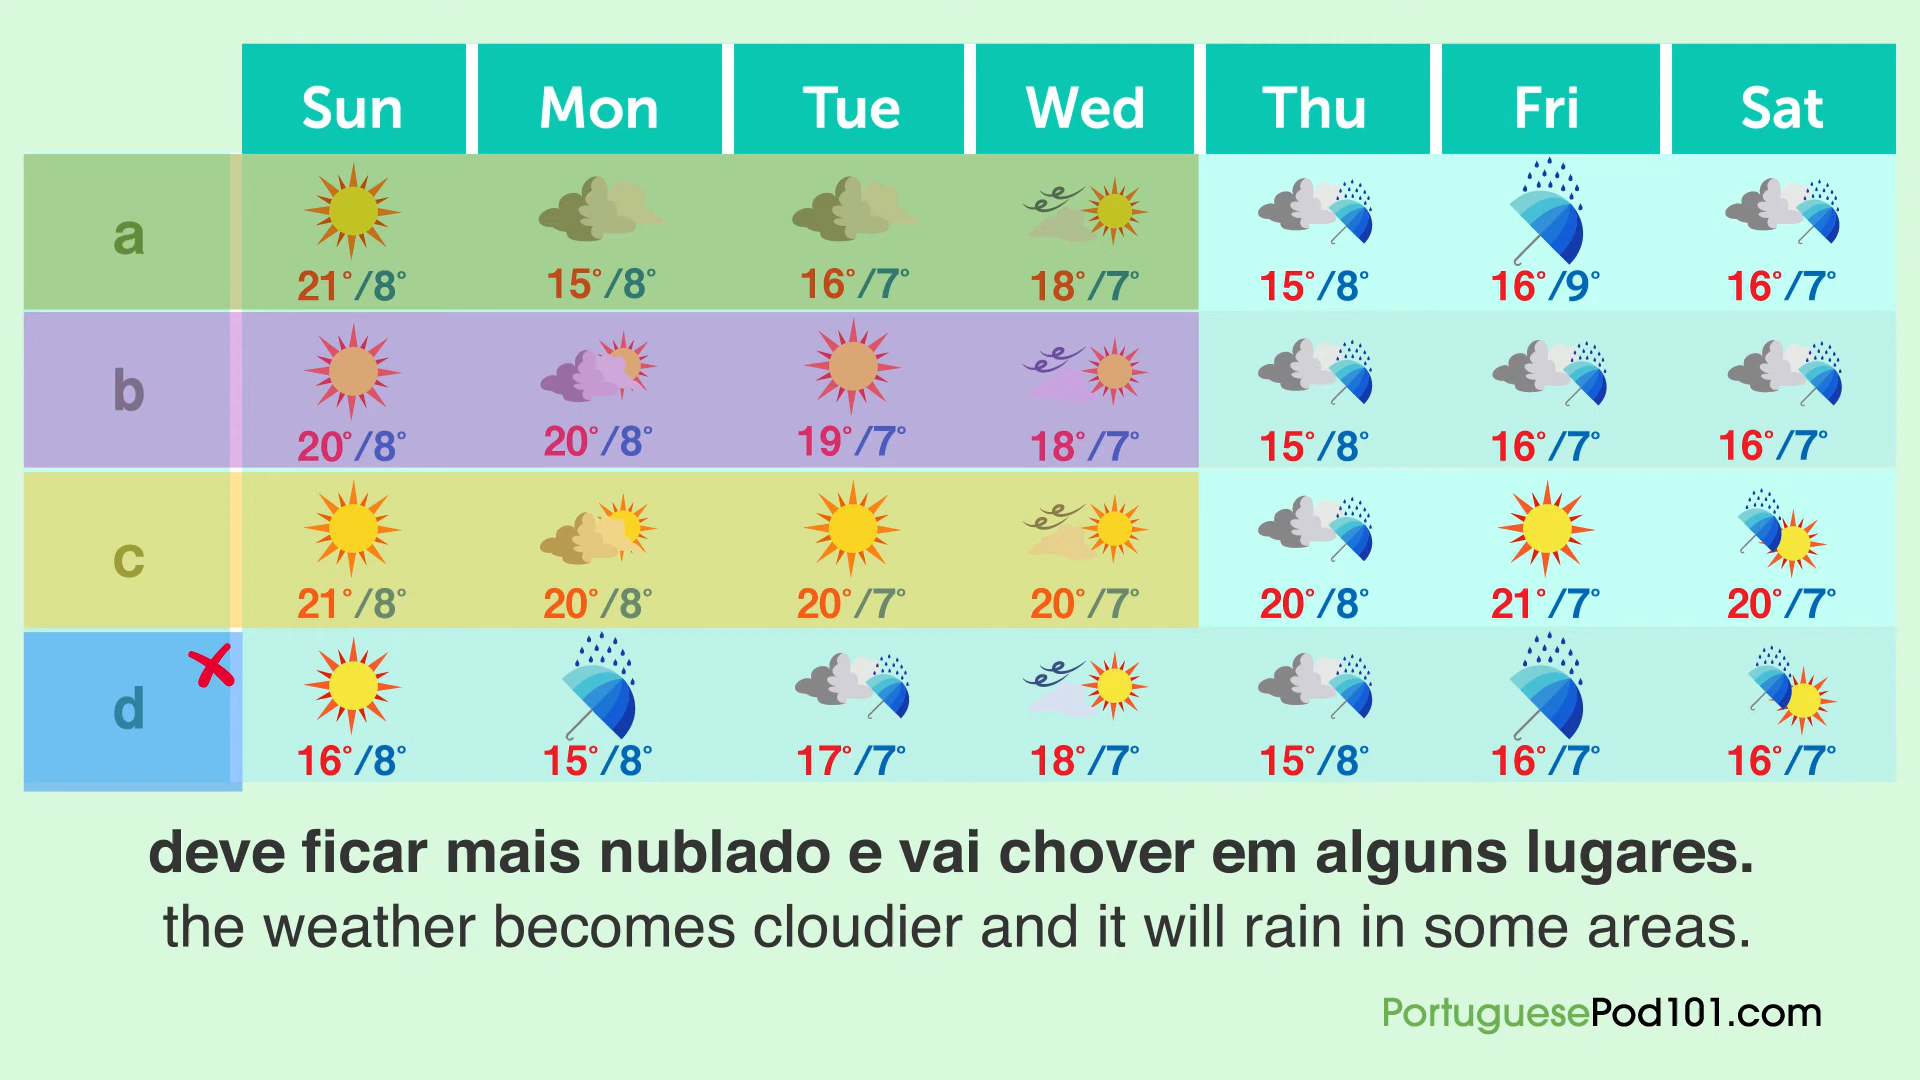 Sun Mon Tue Wed Thu Fri Sat
a
21°/8° 15°/8° 16°/7° 18°/7° 15°/8° 16°/9° 16°/7°
b
20°/8° 20°/8° 19°/7° 18°/7° 15°/8° 16°/7° 16°/7°
c
21°/8° 20°/8° 20°/7° 20°/7° 20°/8° 21°/7° 20°/7°
d
16°/8° 15°/8° 17°/7° 18°/7° 15°/8° 16°/7° 16°/7°
deve ficar mais nublado e vai chover em alguns lugares.
the weather becomes cloudier and it will rain in some areas.
PortuguesePod101.com